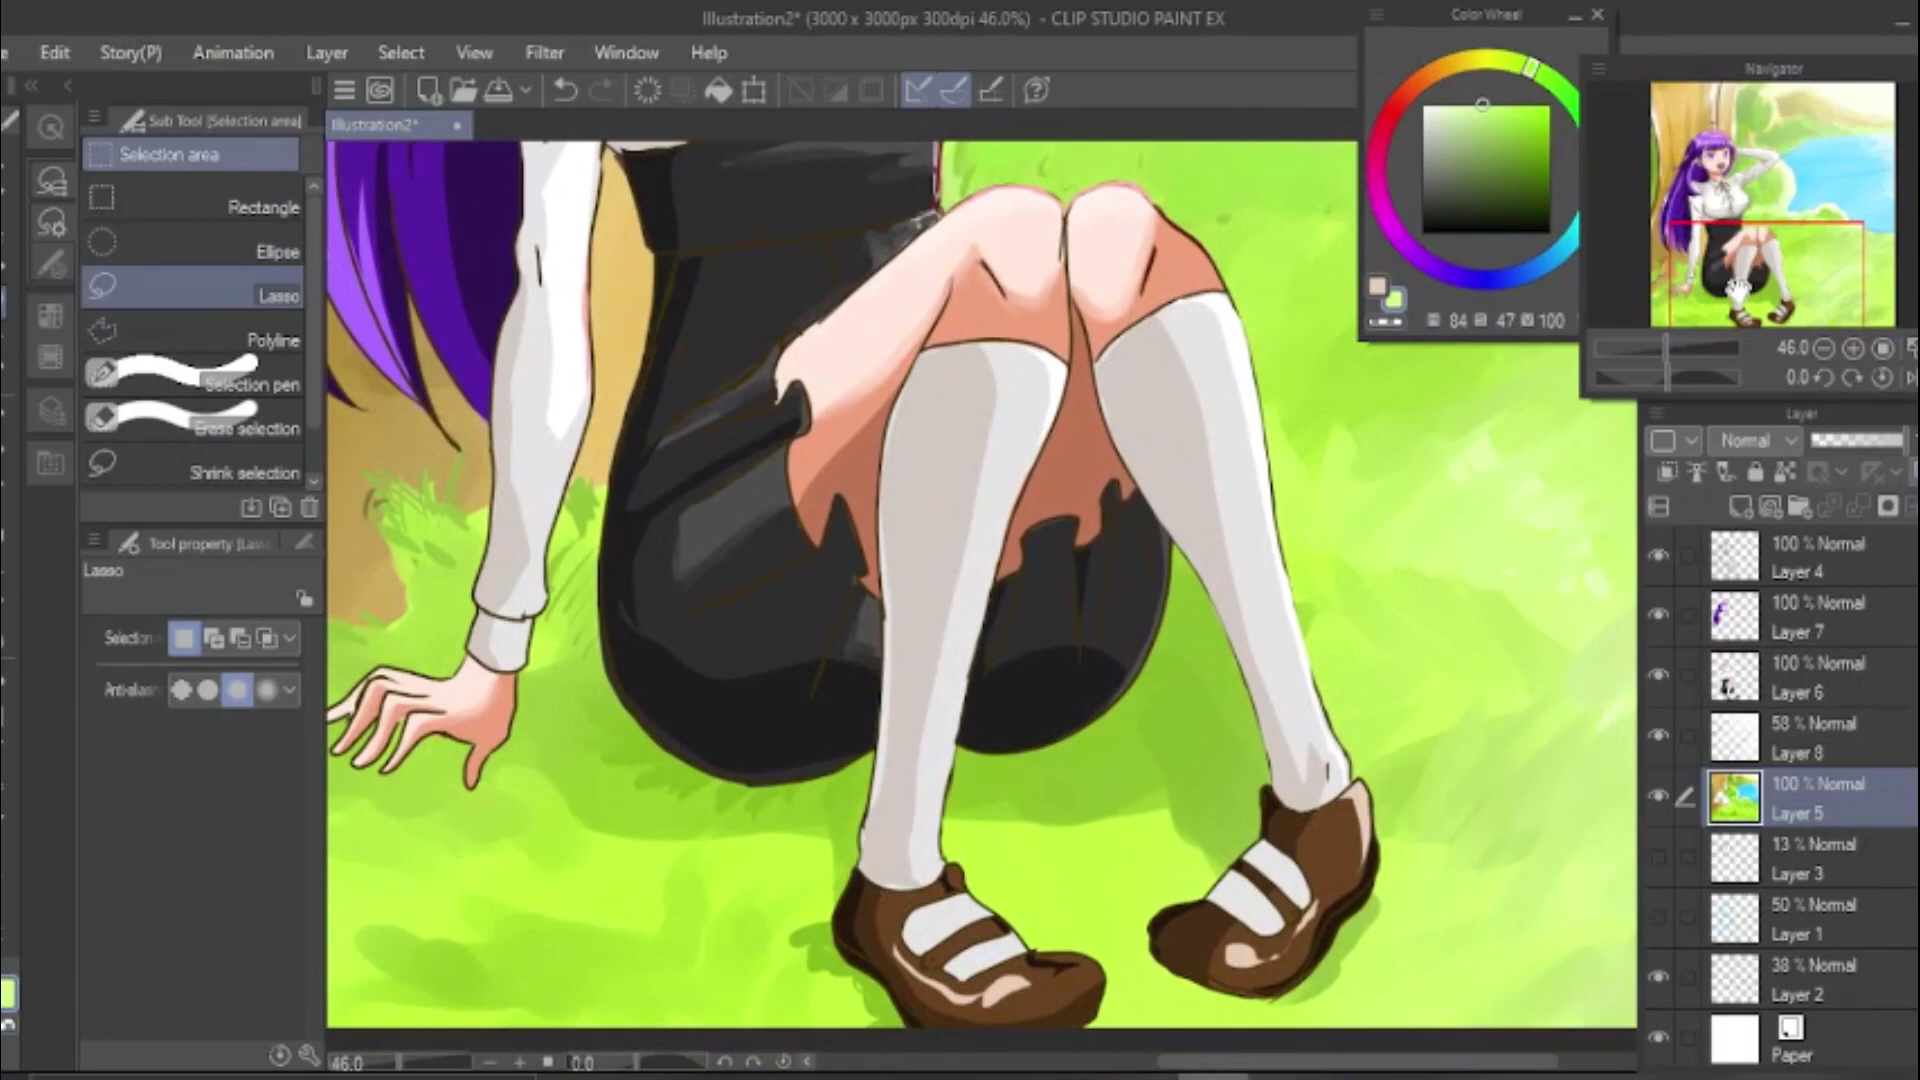 Illustration2* (3000 x 3000px 300dpi 46.0%) - CLIP STUDIO PAINT EX
Color Wheel
e Edit Story(P) Animation Layer Select View Filter Window Help
Navigator
Sub Tool [Selection area]
Illustration2*
Selection area
Rectangle
Ellipse
Lasso
Polyline
Selection pen
Erase selection
Shrink selection
84 47 100
46.0
0.0
Layer
Normal
Tool property [Lass
Lasso
Selection
Anti-alias
100 % Normal
Layer 4
100 % Normal
Layer 7
100 % Normal
Layer 6
58 % Normal
Layer 8
100 % Normal
Layer 5
13 % Normal
Layer 3
50 % Normal
Layer 1
38 % Normal
Layer 2
Paper
46.0 0.0